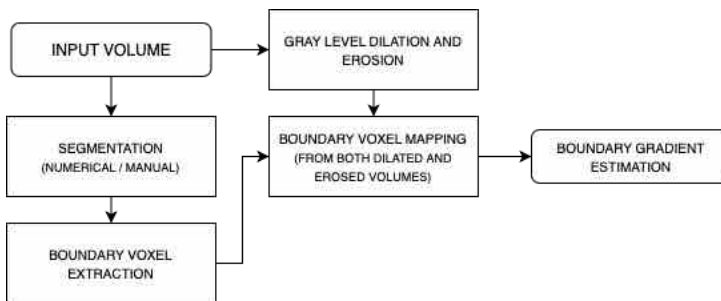 INPUT VOLUME
GRAY LEVEL DILATION AND
EROSION
SEGMENTATION
(NUMERICAL / MANUAL)
BOUNDARY VOXEL MAPPING
(FROM BOTH DILATED AND
EROSED VOLUMES)
BOUNDARY GRADIENT
ESTIMATION
BOUNDARY VOXEL
EXTRACTION